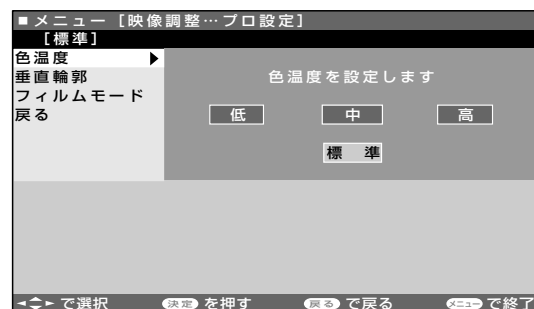 ■メニュー [映像調整…プロ設定]
[標準]
色温度
垂直輪郭
フィルムモード
戻る
色温度を設定します
低 中 高
標 準
で選択 決定 を押す 戻る で戻る メニュー で終了